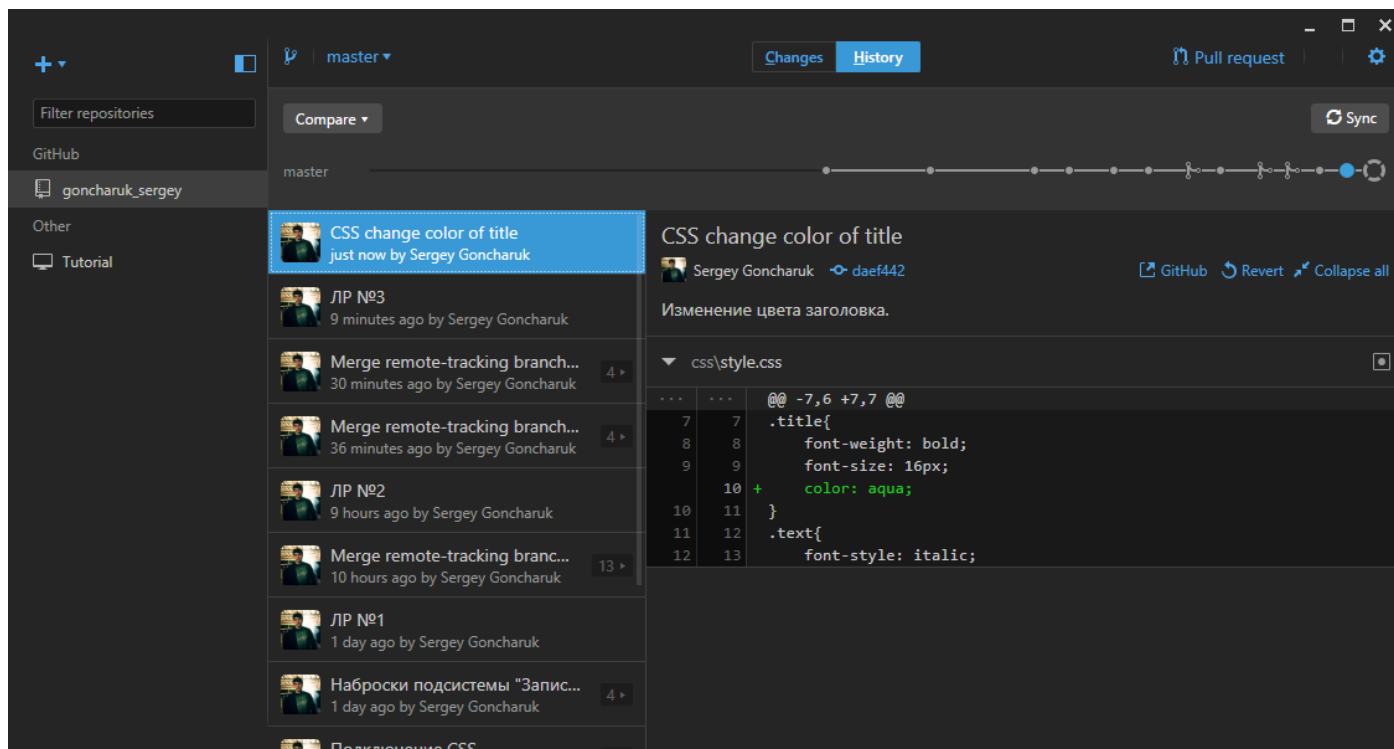 master
Changes
History
Pull request
Filter repositories
GitHub
goncharuk_sergey
Other
Tutorial
Compare
Sync
master
CSS change color of title
just now by Sergey Goncharuk
ЛР №3
9 minutes ago by Sergey Goncharuk
Merge remote-tracking branch...
30 minutes ago by Sergey Goncharuk
4
Merge remote-tracking branch...
36 minutes ago by Sergey Goncharuk
4
ЛР №2
9 hours ago by Sergey Goncharuk
Merge remote-tracking branc...
10 hours ago by Sergey Goncharuk
13
ЛР №1
1 day ago by Sergey Goncharuk
Наброски подсистемы "Запис...
1 day ago by Sergey Goncharuk
4
Подключение CSS
CSS change color of title
Sergey Goncharuk daef442
GitHub Revert Collapse all
Изменение цвета заголовка.
css\style.css
... ... @@ -7,6 +7,7 @@
7 7 .title{
8 8 font-weight: bold;
9 9 font-size: 16px;
10 + color: aqua;
10 11 }
11 12 .text{
12 13 font-style: italic;